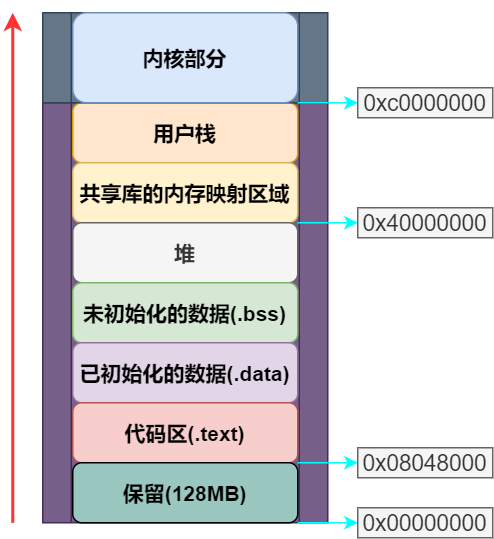 内核部分
0xc0000000
用户栈
共享库的内存映射区域
0x40000000
堆
未初始化的数据(.bss)
已初始化的数据(.data)
代码区(.text)
0x08048000
保留(128MB)
0x00000000